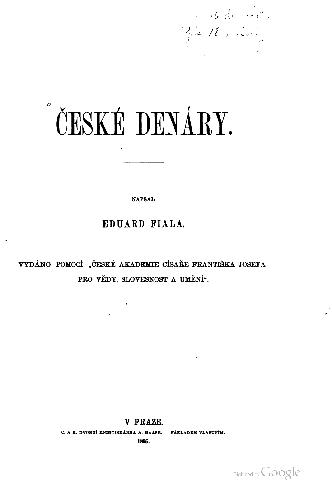 ČESKÉ DENÁRY.
NAPSAL
EDUARD FIALA.
VYDÁNO POMOCÍ „ČESKÉ AKADEMIE CÍSAŘE FRANTIŠKA JOSEFA
PRO VĚDY, SLOVESNOST A UMĚNÍ“.
V PRAZE.
C. A K. DVORNÍ KNIHTISKÁRNA A. HAASE. NÁKLADEM VLASTNÍM.
1895.
Digitized by Google